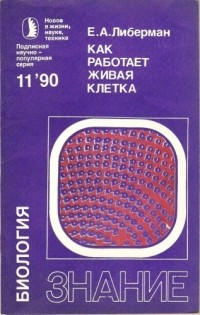 Новое
в жизни,
науке,
технике
Подписная
научно-
популярная
серия
11'90
Е.А.Либерман
КАК
РАБОТАЕТ
ЖИВАЯ
КЛЕТКА
БИОЛОГИЯ
ЗНАНИЕ